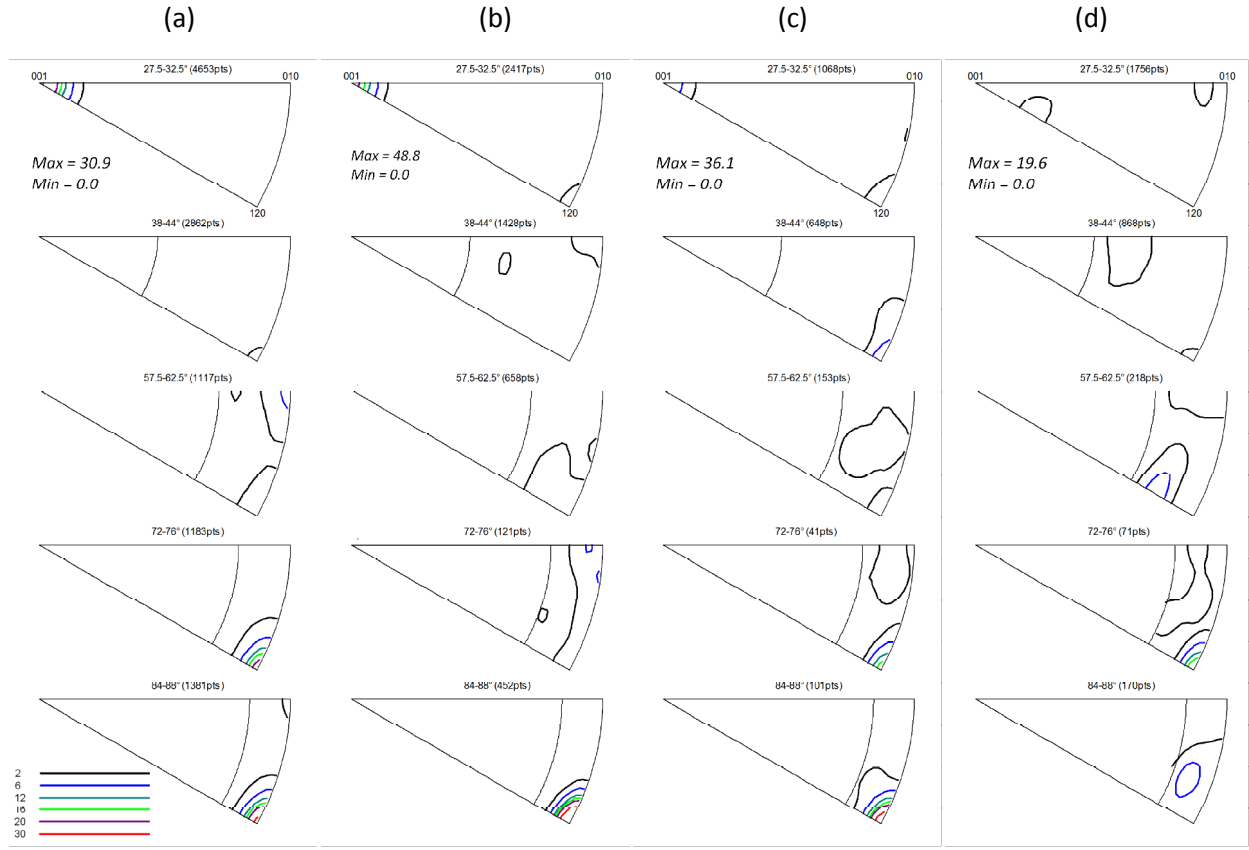 (a) (b) (c) (d)
27.5-32.5° (4653pts) 27.5-32.5° (2417pts) 27.5-32.5° (1068pts) 27.5-32.5° (1756pts)
001 010 001 010 001 010 001 010
Max = 30.9 Max = 48.8 Max = 36.1 Max = 19.6
Min = 0.0 Min = 0.0 Min = 0.0 Min = 0.0
120 120 120 120
38-44° (2862pts) 38-44° (1428pts) 38-44° (648pts) 38-44° (868pts)
57.5-62.5° (1117pts) 57.5-62.5° (658pts) 57.5-62.5° (153pts) 57.5-62.5° (218pts)
72-76° (1183pts) 72-76° (121pts) 72-76° (41pts) 72-76° (71pts)
84-88° (1381pts) 84-88° (452pts) 84-88° (101pts) 84-88° (170pts)
2
6
12
16
20
30